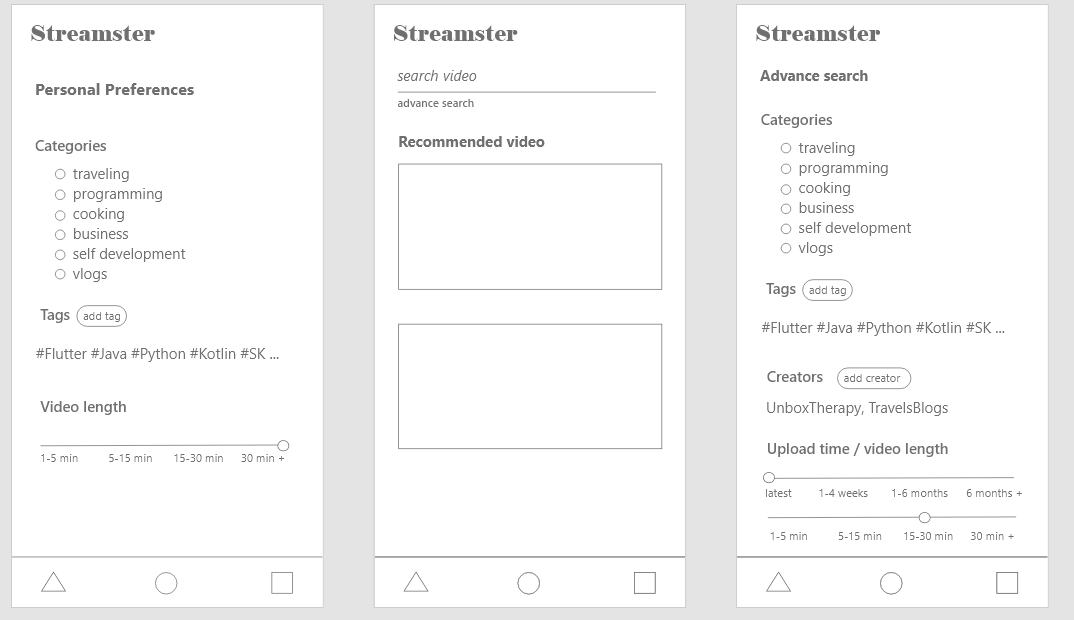 Streamster
Personal Preferences
Categories
traveling
programming
cooking
business
self development
vlogs
Tags add tag
#Flutter #Java #Python #Kotlin #SK ...
Video length
1-5 min 5-15 min 15-30 min 30 min +
Streamster
search video
advance search
Recommended video
Streamster
Advance search
Categories
traveling
programming
cooking
business
self development
vlogs
Tags add tag
#Flutter #Java #Python #Kotlin #SK ...
Creators add creator
UnboxTherapy, TravelsBlogs
Upload time / video length
latest 1-4 weeks 1-6 months 6 months +
1-5 min 5-15 min 15-30 min 30 min +